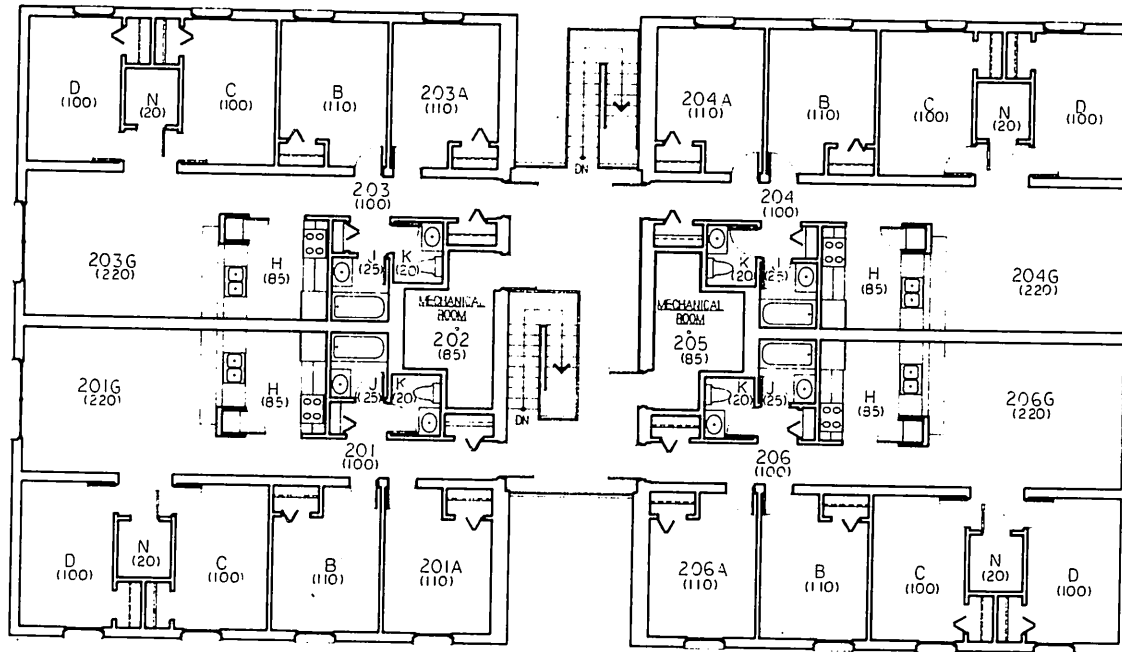 D
(100)
N
(20)
C
(100)
B
(110)
203A
(110)
204A
(110)
B
(110)
C
(100)
N
(20)
D
(100)
DN
203
(100)
204
(100)
203G
(220)
H
(85)
J
(25)
K
(20)
K
(20)
J
(25)
H
(85)
204G
(220)
MECHANICAL
ROOM
202
(85)
MECHANICAL
ROOM
205
(85)
201G
(220)
H
(85)
J
(25)
K
(20)
K
(20)
J
(25)
H
(85)
206G
(220)
DN
201
(100)
206
(100)
D
(100)
N
(20)
C
(100)
B
(110)
201A
(110)
206A
(110)
B
(110)
C
(100)
N
(20)
D
(100)